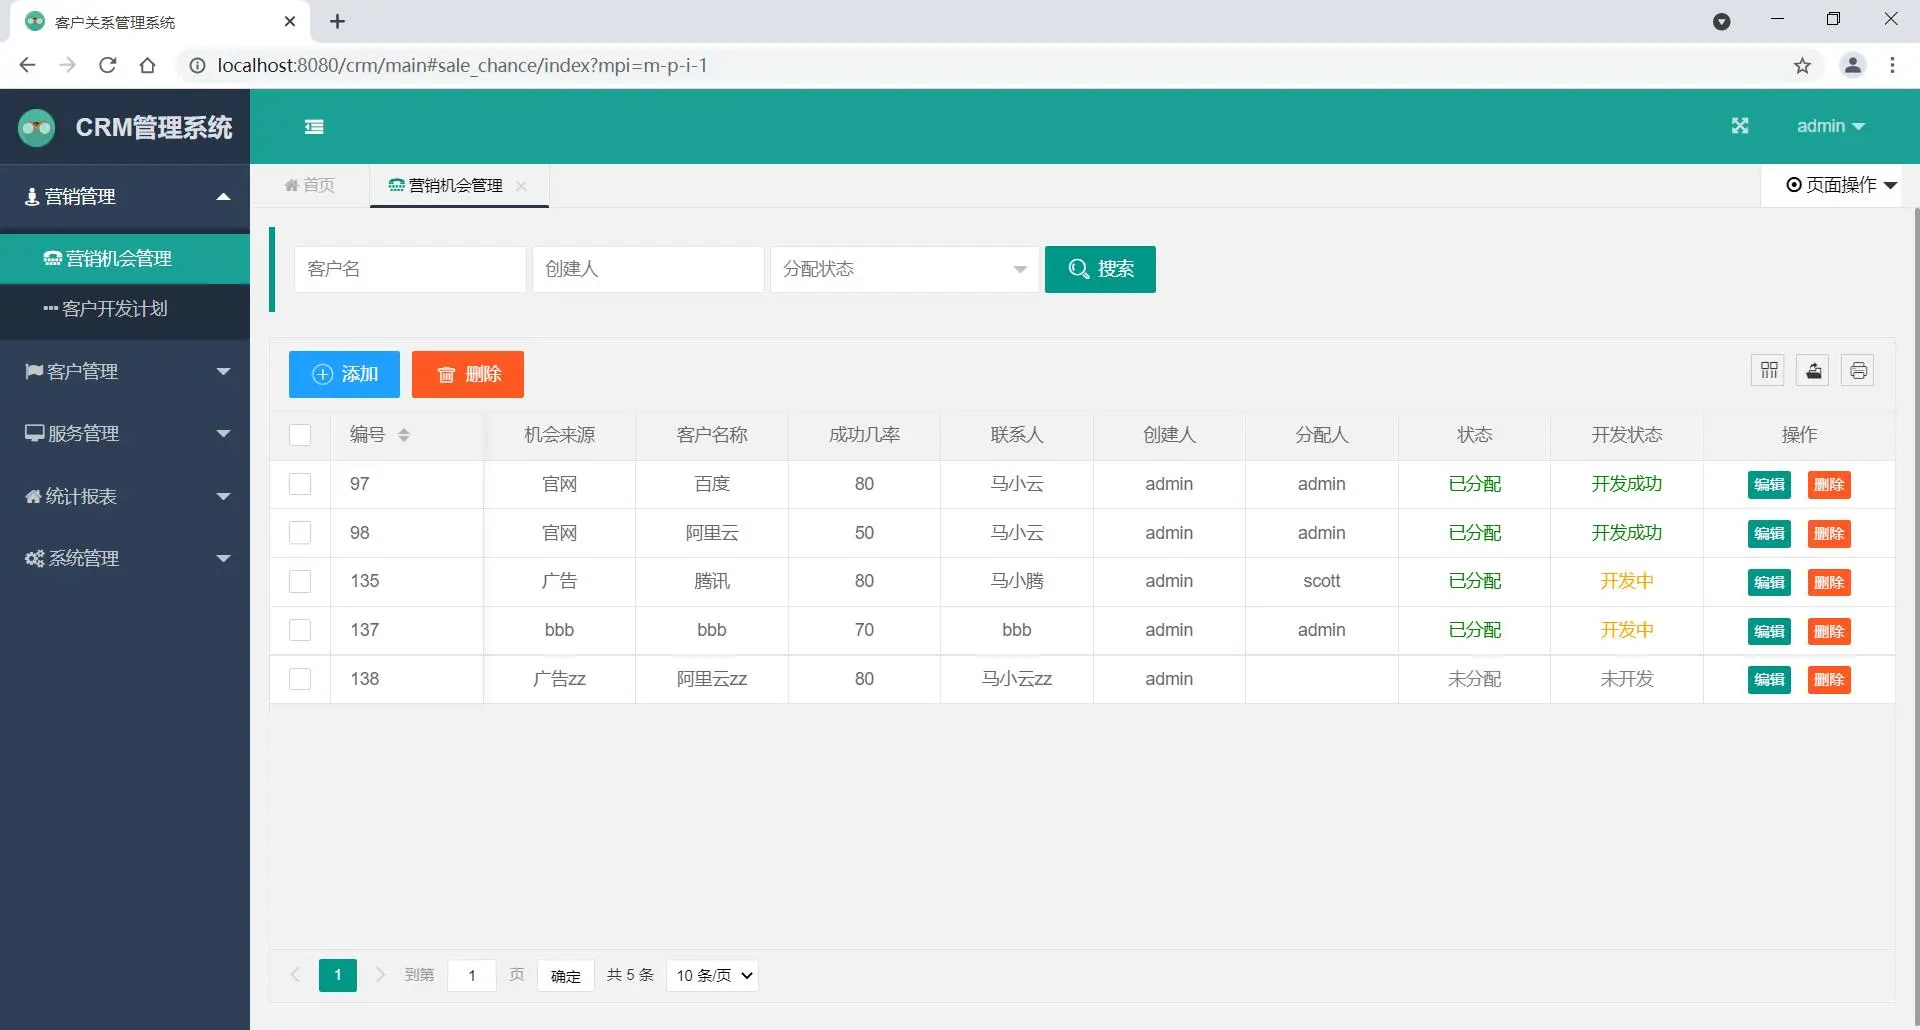 客户关系管理系统
localhost:8080/crm/main#sale_chance/index?mpi=m-p-i-1
CRM管理系统
admin
营销管理
营销机会管理
客户开发计划
客户管理
服务管理
统计报表
系统管理
首页
营销机会管理
页面操作
客户名
创建人
分配状态
搜索
添加
删除
编号 机会来源 客户名称 成功几率 联系人 创建人 分配人 状态 开发状态 操作
97 官网 百度 80 马小云 admin admin 已分配 开发成功 编辑 删除
98 官网 阿里云 50 马小云 admin admin 已分配 开发成功 编辑 删除
135 广告 腾讯 80 马小腾 admin scott 已分配 开发中 编辑 删除
137 bbb bbb 70 bbb admin admin 已分配 开发中 编辑 删除
138 广告zz 阿里云zz 80 马小云zz admin 未分配 未开发 编辑 删除
1 到第 1 页 确定 共 5 条 10 条/页